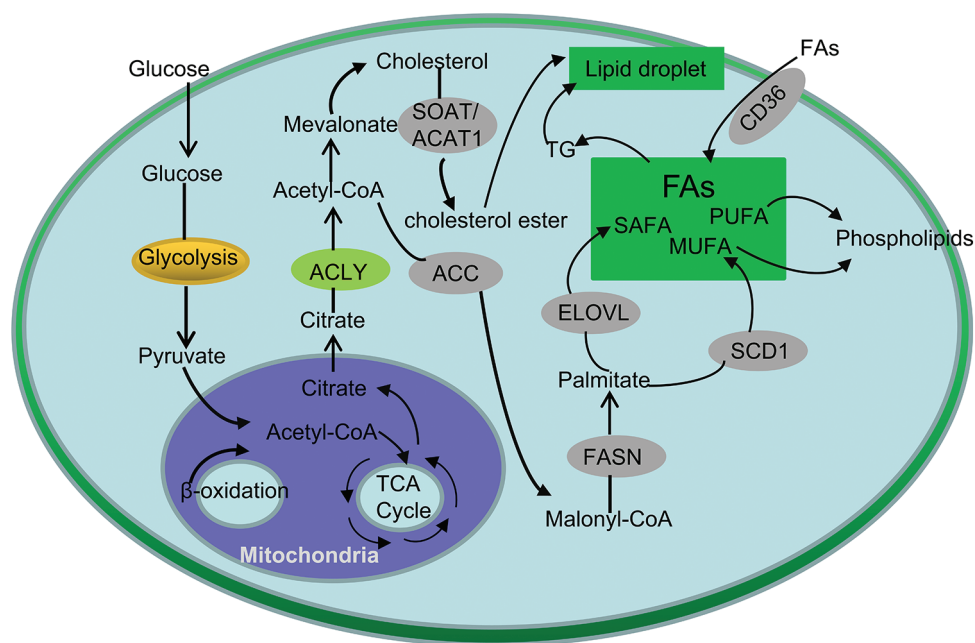 Glucose
Glucose
Glycolysis
Pyruvate
Cholesterol
Mevalonate
SOAT/
ACAT1
Acetyl-CoA
cholesterol ester
ACLY
ACC
Citrate
Citrate
Acetyl-CoA
β-oxidation
TCA
Cycle
Mitochondria
Lipid droplet
TG
FAs
CD36
FAs
SAFA
PUFA
MUFA
Phospholipids
ELOVL
SCD1
Palmitate
FASN
Malonyl-CoA